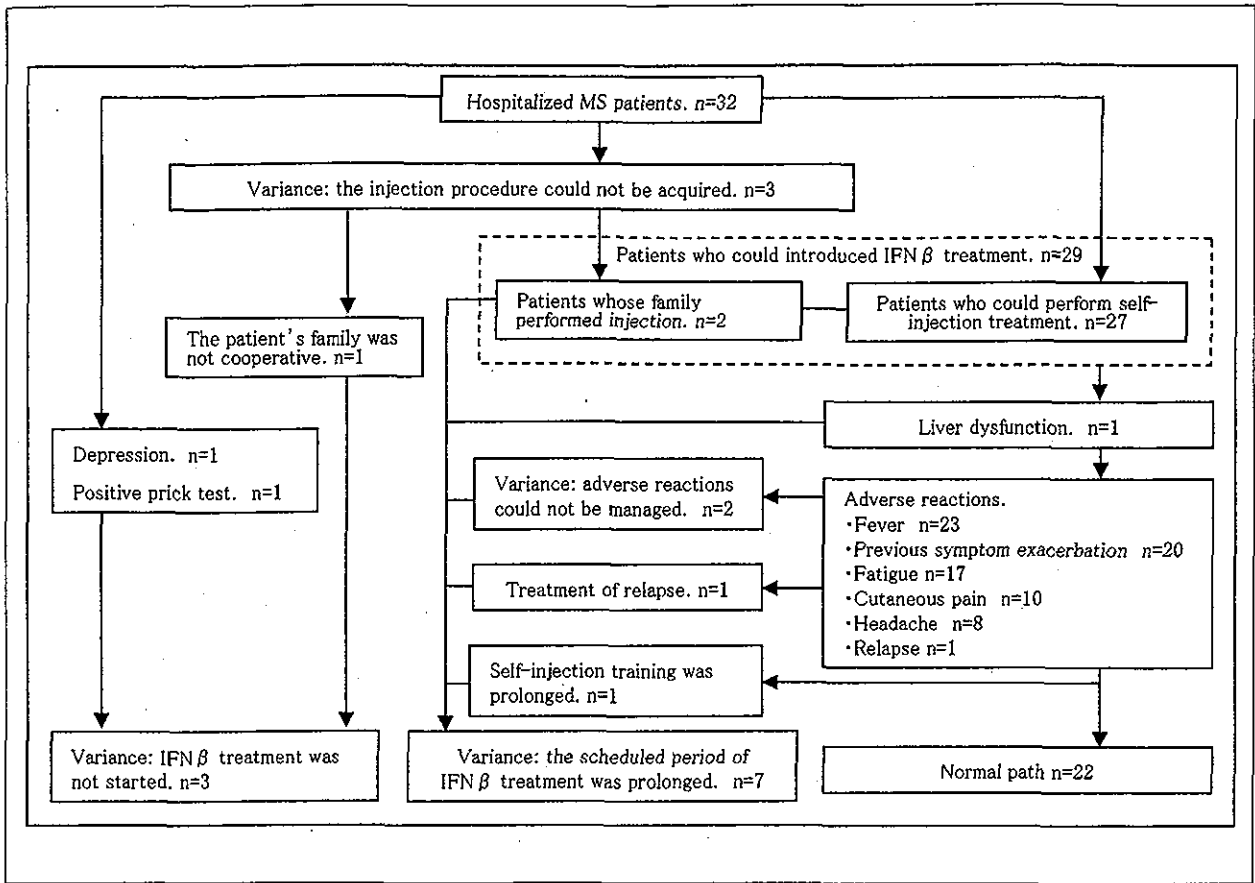 Hospitalized MS patients. n=32
Variance: the injection procedure could not be acquired. n=3
Patients who could introduced IFN β treatment. n=29
Patients whose family
performed injection. n=2
Patients who could perform self-
injection treatment. n=27
The patient's family was
not cooperative. n=1
Liver dysfunction. n=1
Depression. n=1
Positive prick test. n=1
Variance: adverse reactions
could not be managed. n=2
Adverse reactions.
・Fever n=23
・Previous symptom exacerbation n=20
・Fatigue n=17
・Cutaneous pain n=10
・Headache n=8
・Relapse n=1
Treatment of relapse. n=1
Self-injection training was
prolonged. n=1
Variance: IFN β treatment was
not started. n=3
Variance: the scheduled period of
IFN β treatment was prolonged. n=7
Normal path n=22